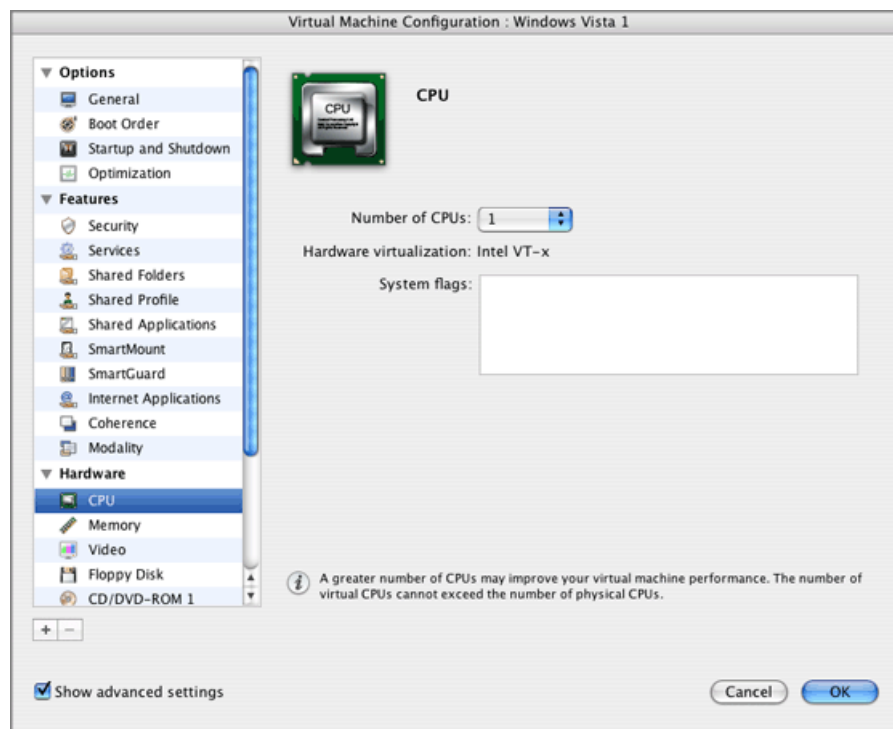 Virtual Machine Configuration : Windows Vista 1
Options
General
Boot Order
Startup and Shutdown
Optimization
Features
Security
Services
Shared Folders
Shared Profile
Shared Applications
SmartMount
SmartGuard
Internet Applications
Coherence
Modality
Hardware
CPU
Memory
Video
Floppy Disk
CD/DVD-ROM 1
CPU
CPU
Number of CPUs: 1
Hardware virtualization: Intel VT-x
System flags:
A greater number of CPUs may improve your virtual machine performance. The number of
virtual CPUs cannot exceed the number of physical CPUs.
+ −
Show advanced settings
Cancel
OK